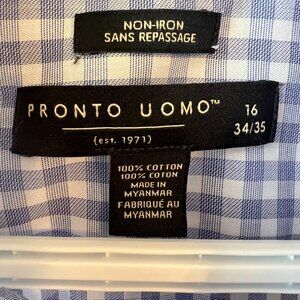 NON-IRON
SANS REPASSAGE
PRONTO UOMO™ 16
(est. 1971) 34/35
100% COTTON
100% COTON
MADE IN
MYANMAR
FABRIQUÉ AU
MYANMAR